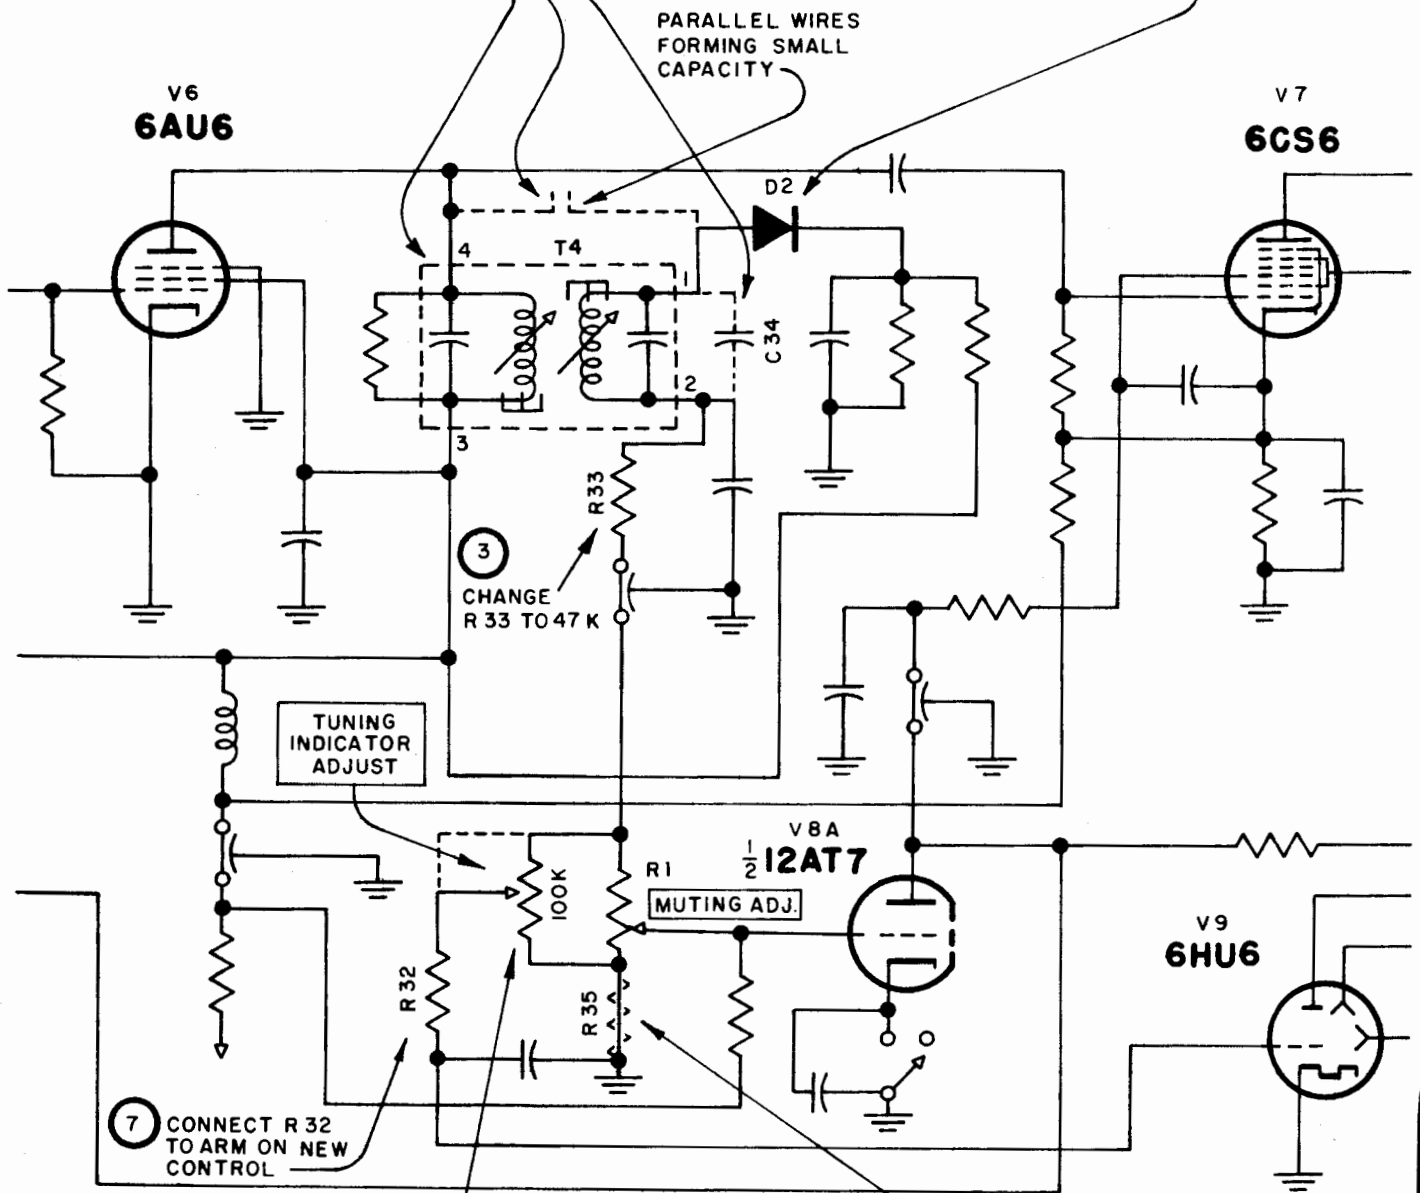 PARALLEL WIRES
FORMING SMALL
CAPACITY
V6
6AU6
V7
6CS6
D2
4
T4
1
C34
2
3
R33
3
CHANGE
R33 TO 47K
TUNING
INDICATOR
ADJUST
V8A
1/2 12AT7
R1
MUTING ADJ.
100K
V9
6HU6
R32
R35
7
CONNECT R32
TO ARM ON NEW
CONTROL